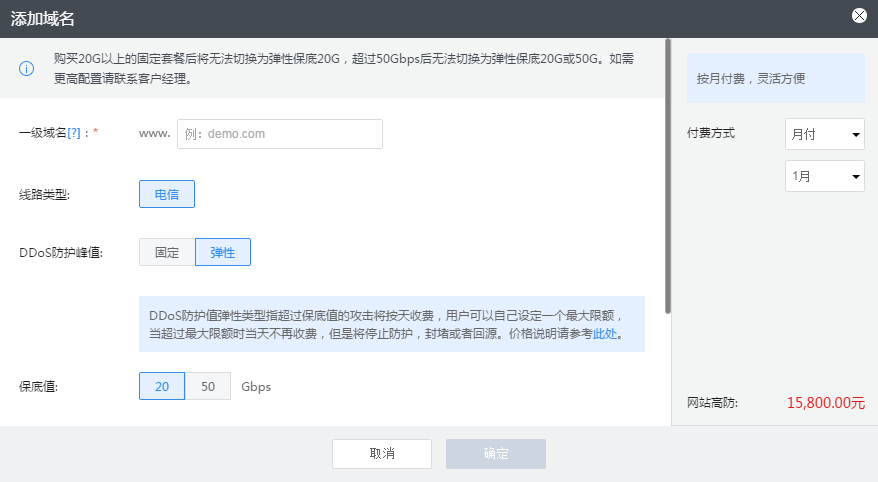 添加域名
购买20G以上的固定套餐后将无法切换为弹性保底20G，超过50Gbps后无法切换为弹性保底20G或50G。如需
更高配置请联系客户经理。
按月付费，灵活方便
一级域名[?]：* www. 例：demo.com
付费方式 月付
1月
线路类型: 电信
DDoS防护峰值: 固定 弹性
DDoS防护值弹性类型指超过保底值的攻击将按天收费，用户可以自己设定一个最大限额，
当超过最大限额时当天不再收费，但是将停止防护，封堵或者回源。价格说明请参考此处。
保底值: 20 50 Gbps
网站高防: 15,800.00元
取消 确定